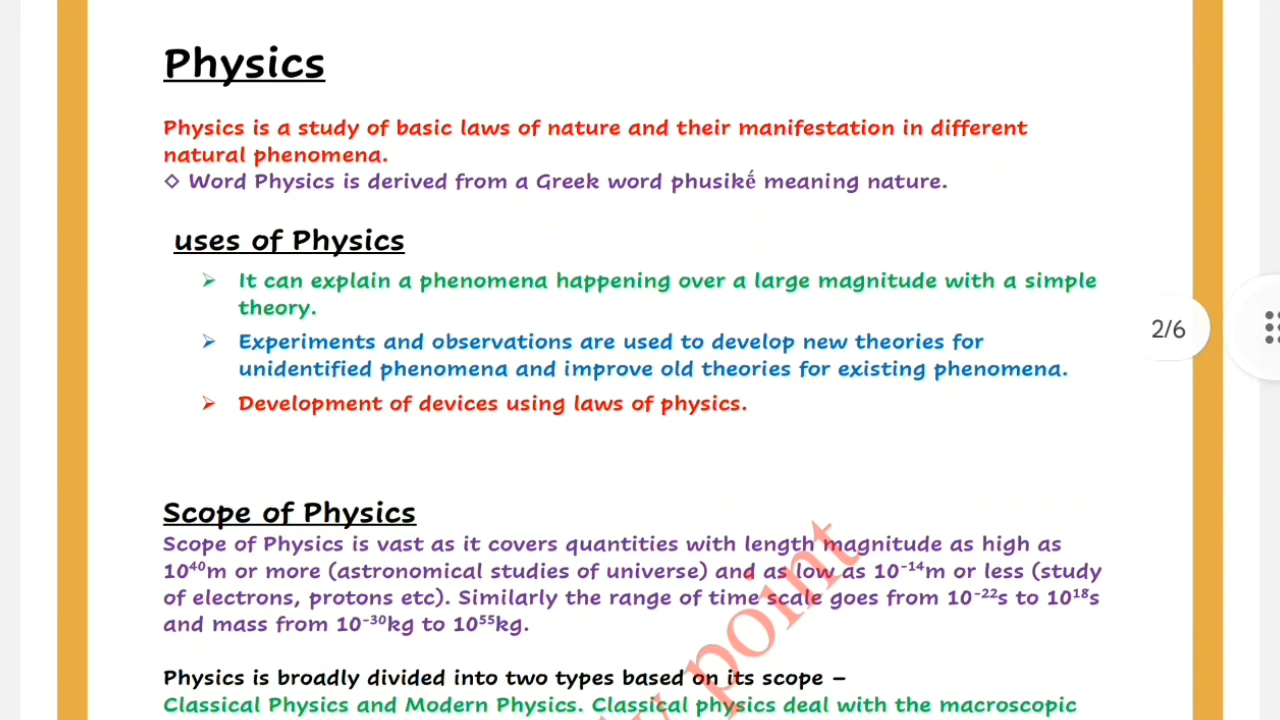 Physics
Physics is a study of basic laws of nature and their manifestation in different
natural phenomena.
◇ Word Physics is derived from a Greek word phusikḗ meaning nature.
uses of Physics
➢ It can explain a phenomena happening over a large magnitude with a simple
theory.
2/6
➢ Experiments and observations are used to develop new theories for
unidentified phenomena and improve old theories for existing phenomena.
➢ Development of devices using laws of physics.
Scope of Physics
Scope of Physics is vast as it covers quantities with length magnitude as high as
10⁴⁰m or more (astronomical studies of universe) and as low as 10⁻¹⁴m or less (study
of electrons, protons etc). Similarly the range of time scale goes from 10⁻²²s to 10¹⁸s
and mass from 10⁻³⁰kg to 10⁵⁵kg.
Physics is broadly divided into two types based on its scope –
Classical Physics and Modern Physics. Classical physics deal with the macroscopic
point